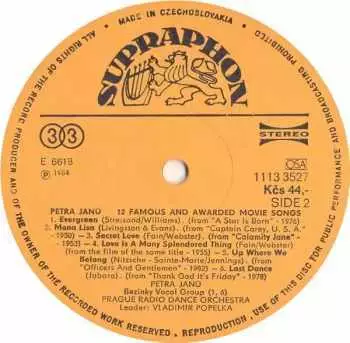 MADE IN CZECHOSLOVAKIA
ALL RIGHTS OF THE RECORD PRODUCER AND OF THE OWNER OF THE RECORDED WORK RESERVED. REPRODUCTION, USE OF THIS DISC FOR PUBLIC PERFORMANCE AND BROADCASTING PROHIBITED.
SUPRAPHON
33
STEREO
E 6618
OSA
℗ 1984
1113 3527
Kčs 44,-
SIDE 2
PETRA JANŮ 12 FAMOUS AND AWARDED MOVIE SONGS
1. Evergreen (Streisand/Williams). (from "A Star Is Born" - 1976)
2. Mona Lisa (Livingston & Evans). (from "Captain Carey, U. S. A."
- 1950) - 3. Secret Love (Fain/Webster). (from "Calamity Jane" -
- 1953) - 4. Love Is A Many Splendored Thing (Fain/Webster)
(from the film of the same title - 1955) - 5. Up Where We
Belong (Nitzsche - Sainte-Marie/Jennings). (from
"Officers And Gentlemen" - 1982) - 6. Last Dance
(Jabara). (from "Thank God It's Friday" - 1978)
PETRA JANŮ
Bezinky Vocal Group (1, 6)
PRAGUE RADIO DANCE ORCHESTRA
Leader: VLADIMÍR POPELKA